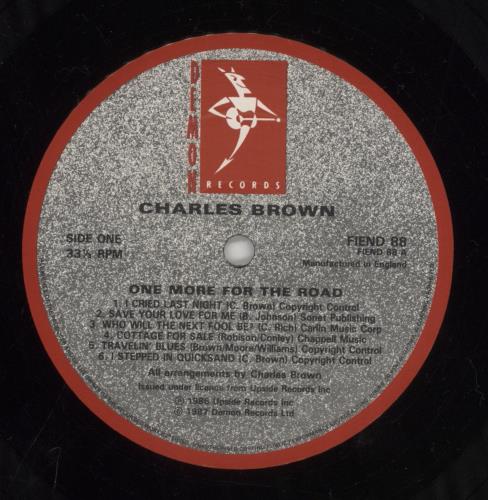 DEMON
RECORDS
CHARLES BROWN
SIDE ONE
33⅓ RPM
FIEND 88
FIEND 88 A
Manufactured in England
ONE MORE FOR THE ROAD
1. I CRIED LAST NIGHT (C. Brown) Copyright Control
2. SAVE YOUR LOVE FOR ME (B. Johnson) Sonet Publishing
3. WHO WILL THE NEXT FOOL BE? (C. Rich) Carlin Music Corp
4. COTTAGE FOR SALE (Robison/Conley) Chappell Music
5. TRAVELIN' BLUES (Brown/Moore/Williams) Copyright Control
6. I STEPPED IN QUICKSAND (C. Brown) Copyright Control
All arrangements by Charles Brown
Issued under licence from Upside Records Inc
℗ 1986 Upside Records Inc
© 1987 Demon Records Ltd